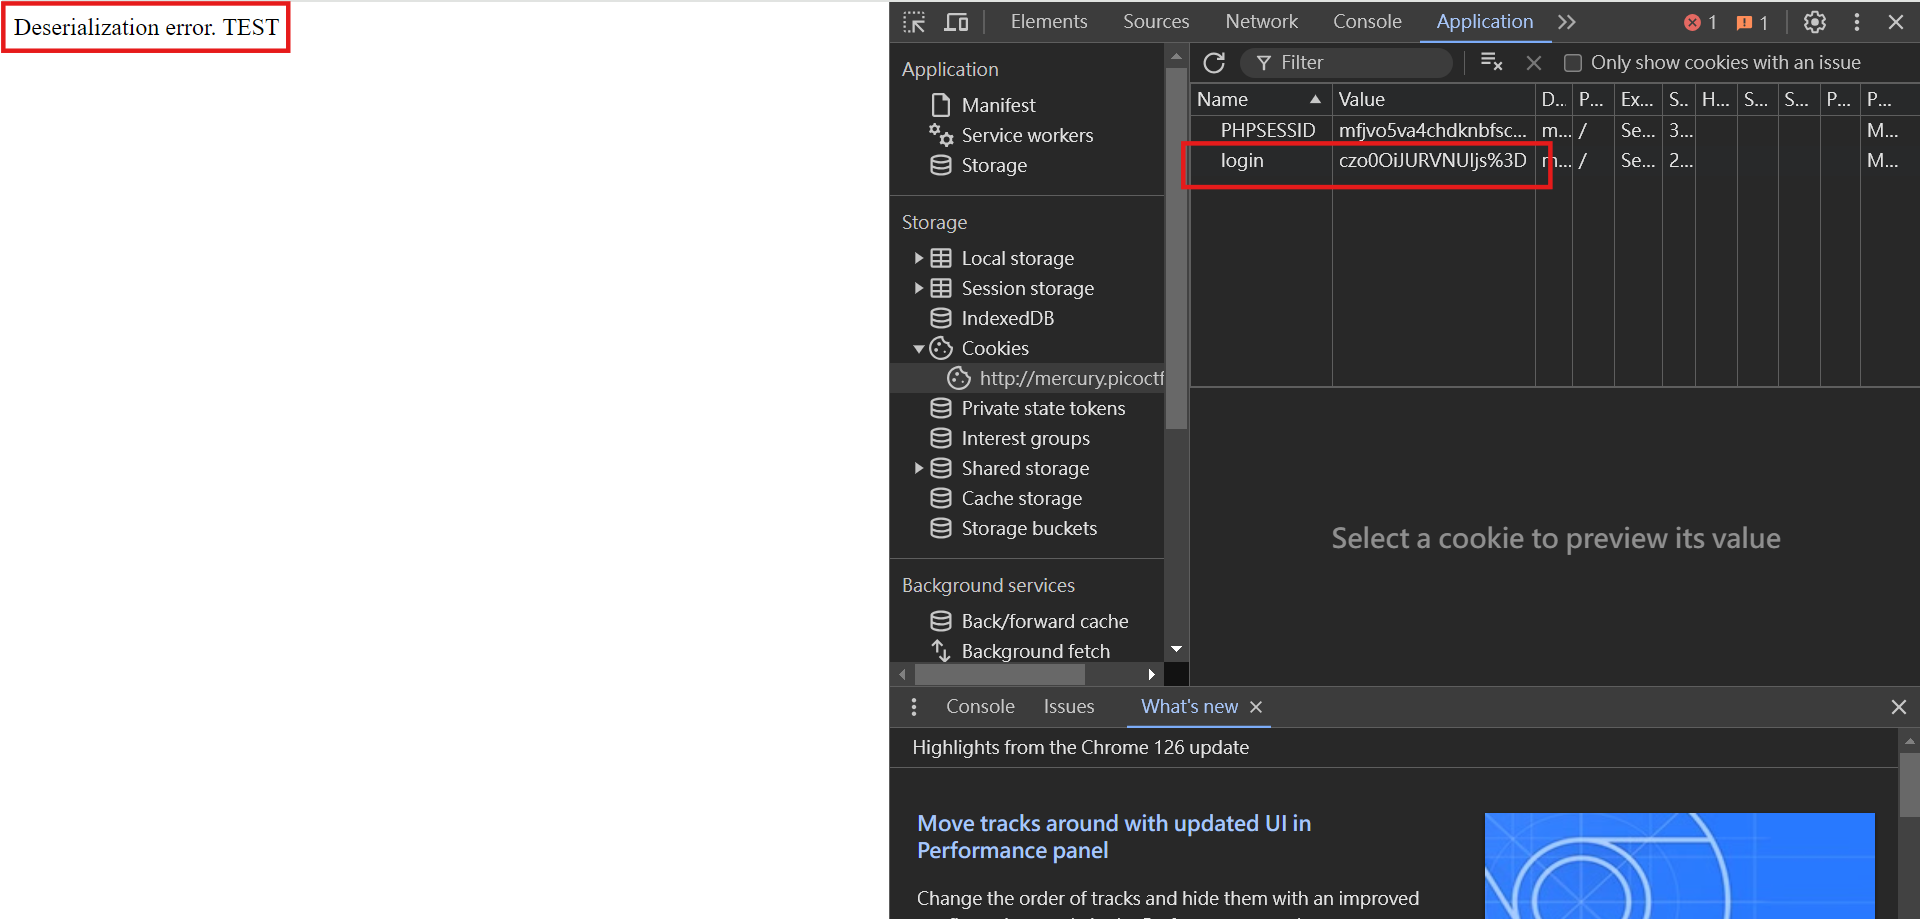 Deserialization error. TEST
Elements Sources Network Console Application 1 1
Application
Manifest
Service workers
Storage
Storage
Local storage
Session storage
IndexedDB
Cookies
http://mercury.picoctf
Private state tokens
Interest groups
Shared storage
Cache storage
Storage buckets
Background services
Back/forward cache
Background fetch
Filter Only show cookies with an issue
Name Value D... P... Ex... S.. H... S... S... P... P...
PHPSESSID mfjvo5va4chdknbfsc... m... / Se... 3... M...
login czo0OiJURVNUIjs%3D m... / Se... 2... M...
Select a cookie to preview its value
Console Issues What's new
Highlights from the Chrome 126 update
Move tracks around with updated UI in
Performance panel
Change the order of tracks and hide them with an improved